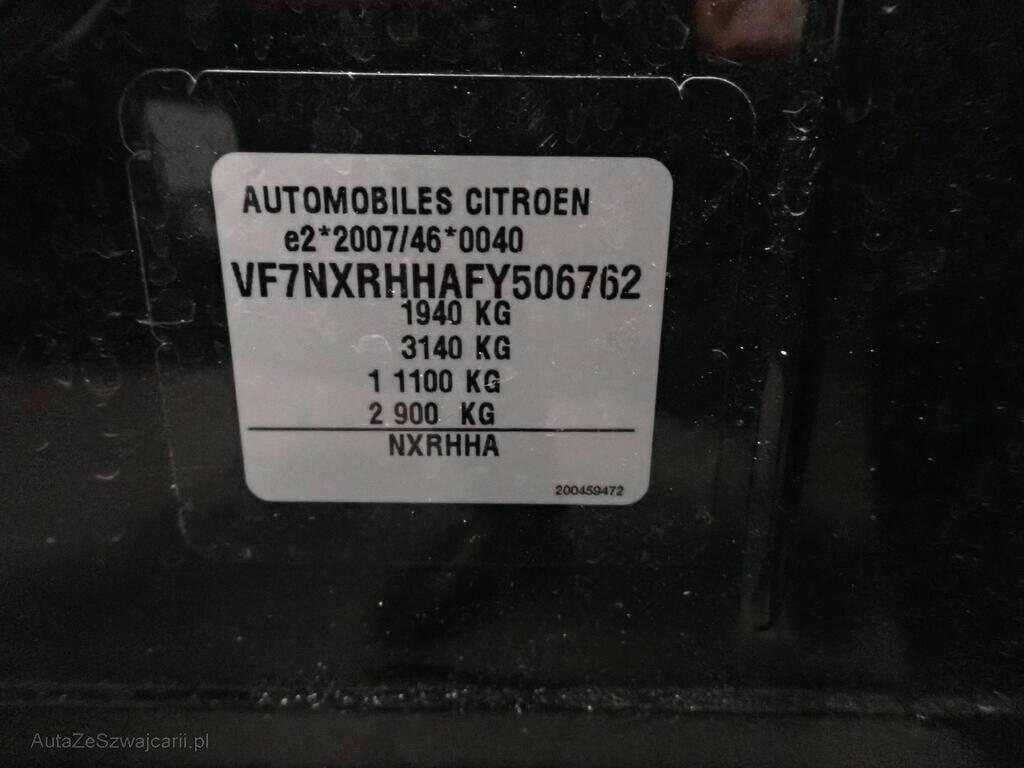 AUTOMOBILES CITROEN
e2*2007/46*0040
VF7NXRHHAFY506762
1940 KG
3140 KG
1 1100 KG
2 900 KG
NXRHHA
200459472
AutaZeSzwajcarii.pl